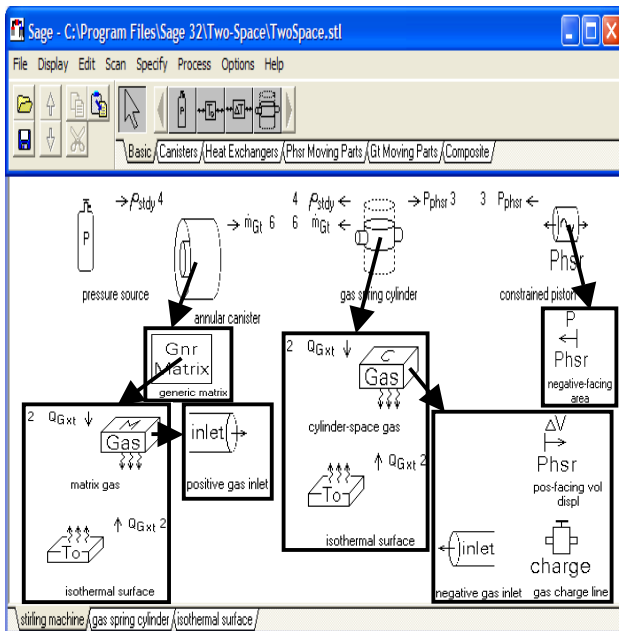 Sage - C:\Program Files\Sage 32\Two-Space\TwoSpace.stl
File Display Edit Scan Specify Process Options Help
P To ΔT
Basic Canisters Heat Exchangers Phsr Moving Parts Gt Moving Parts Composite
P → ρstdy 4
pressure source
→ ṁGt 6
annular canister
4 ρstdy ←
6 ṁGt ←
→ Pphsr 3
gas spring cylinder
3 Pphsr ←
Phsr
constrained piston
Gnr
Matrix
generic matrix
2 QGxt ↓
M
Gas
matrix gas
To
↑ QGxt 2
isothermal surface
inlet
positive gas inlet
2 QGxt ↓
C
Gas
cylinder-space gas
To
↑ QGxt 2
isothermal surface
P
Phsr
negative-facing
area
ΔV
Phsr
pos-facing vol
displ
inlet
negative gas inlet
charge
gas charge line
stirling machine gas spring cylinder isothermal surface